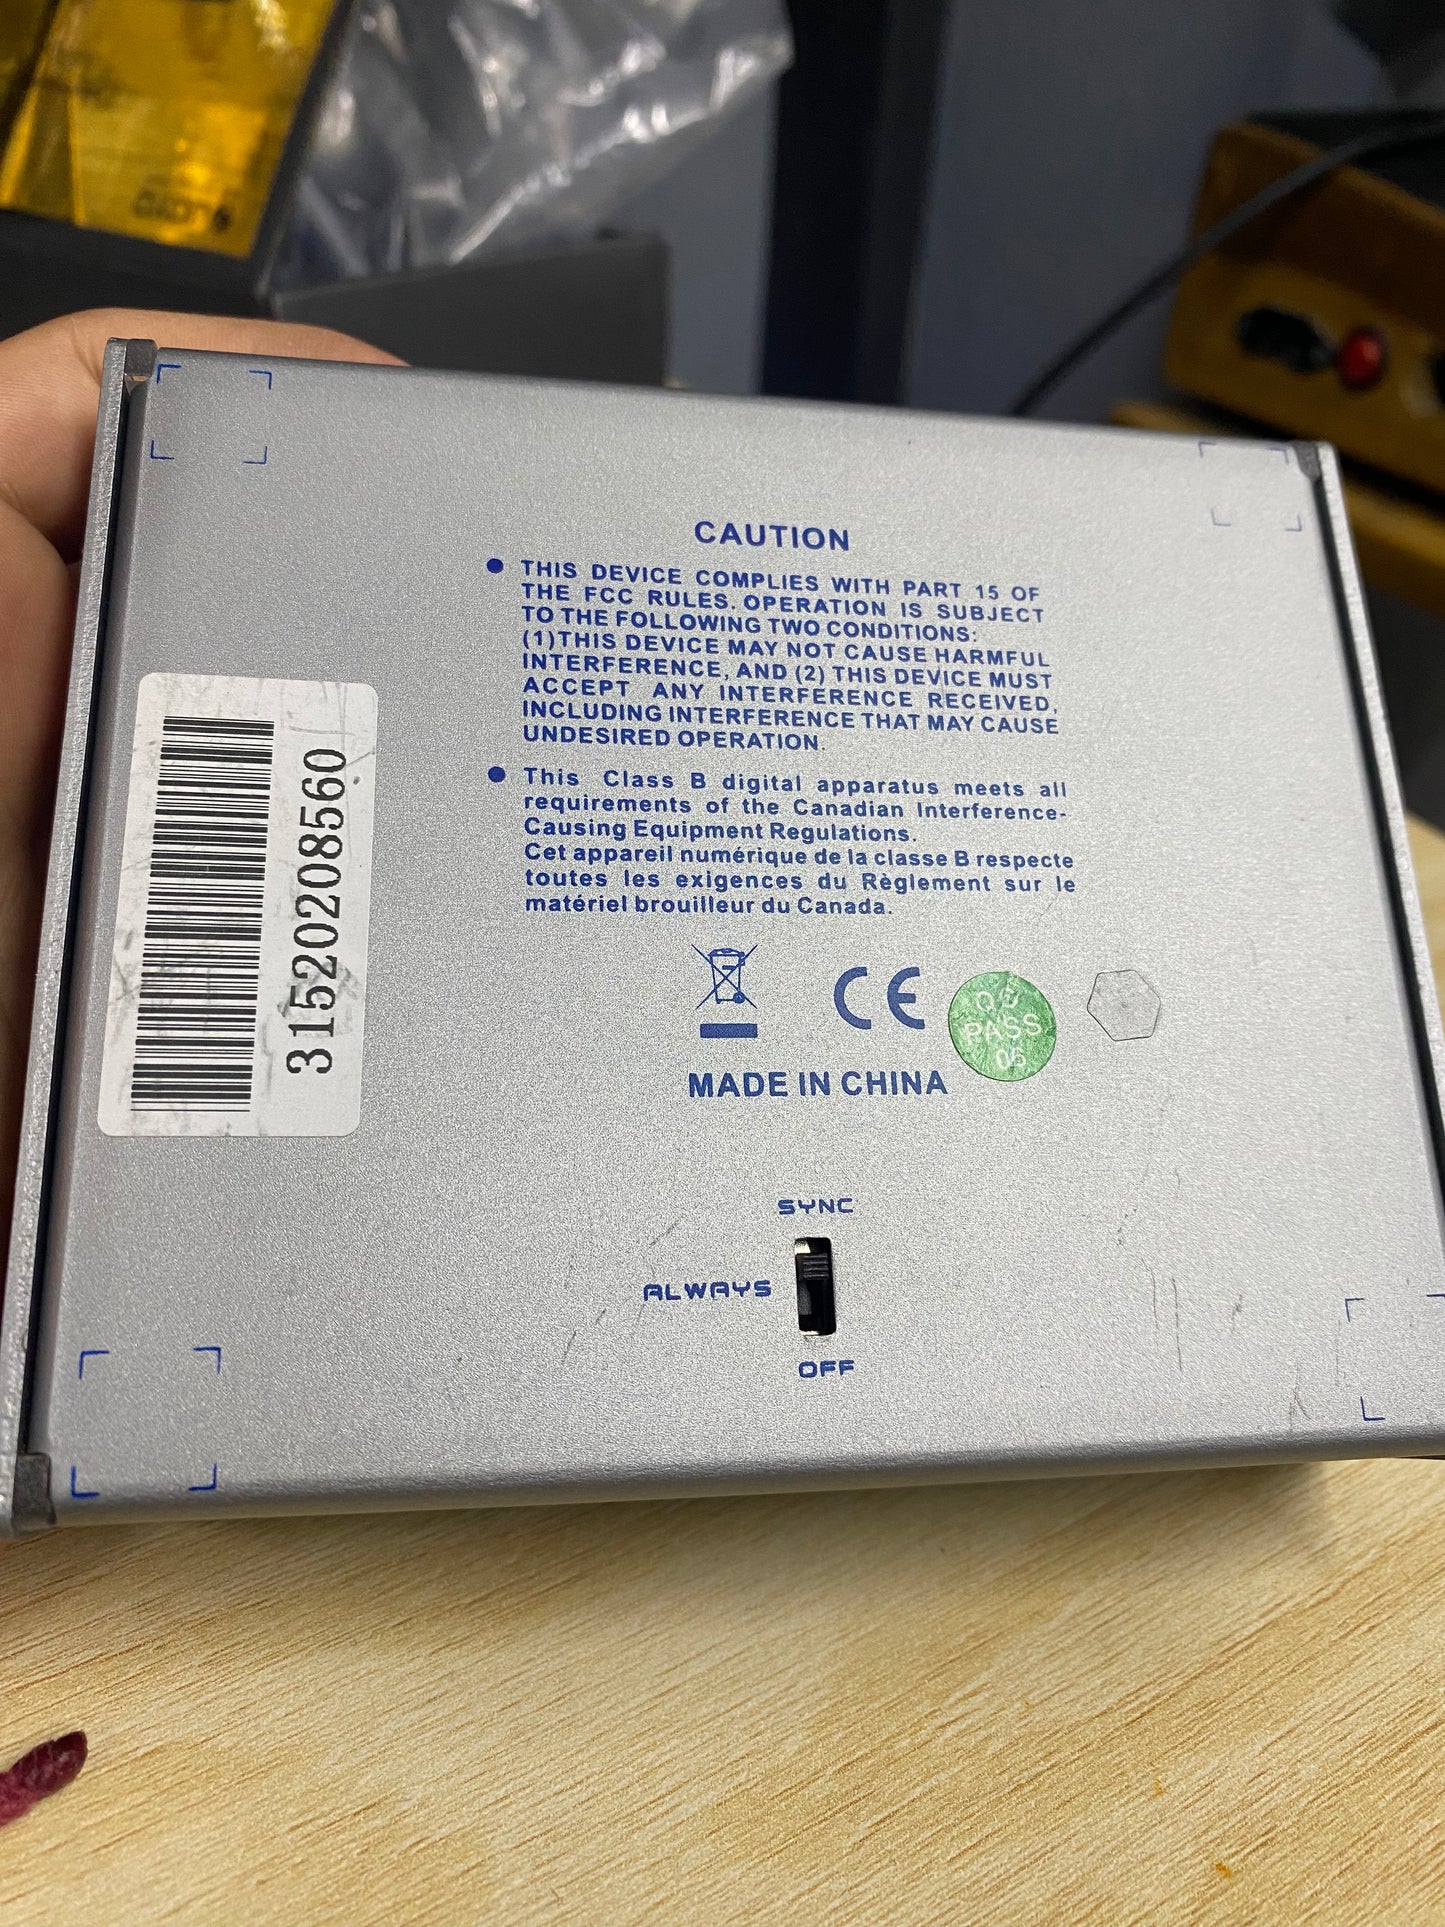 CAUTION
● THIS DEVICE COMPLIES WITH PART 15 OF
THE FCC RULES. OPERATION IS SUBJECT
TO THE FOLLOWING TWO CONDITIONS:
(1)THIS DEVICE MAY NOT CAUSE HARMFUL
INTERFERENCE, AND (2) THIS DEVICE MUST
ACCEPT ANY INTERFERENCE RECEIVED,
INCLUDING INTERFERENCE THAT MAY CAUSE
UNDESIRED OPERATION.
● This Class B digital apparatus meets all
requirements of the Canadian Interference-
Causing Equipment Regulations.
Cet appareil numérique de la classe B respecte
toutes les exigences du Règlement sur le
matériel brouilleur du Canada.
CE
PASS
05
MADE IN CHINA
31520208560
SYNC
ALWAYS
OFF